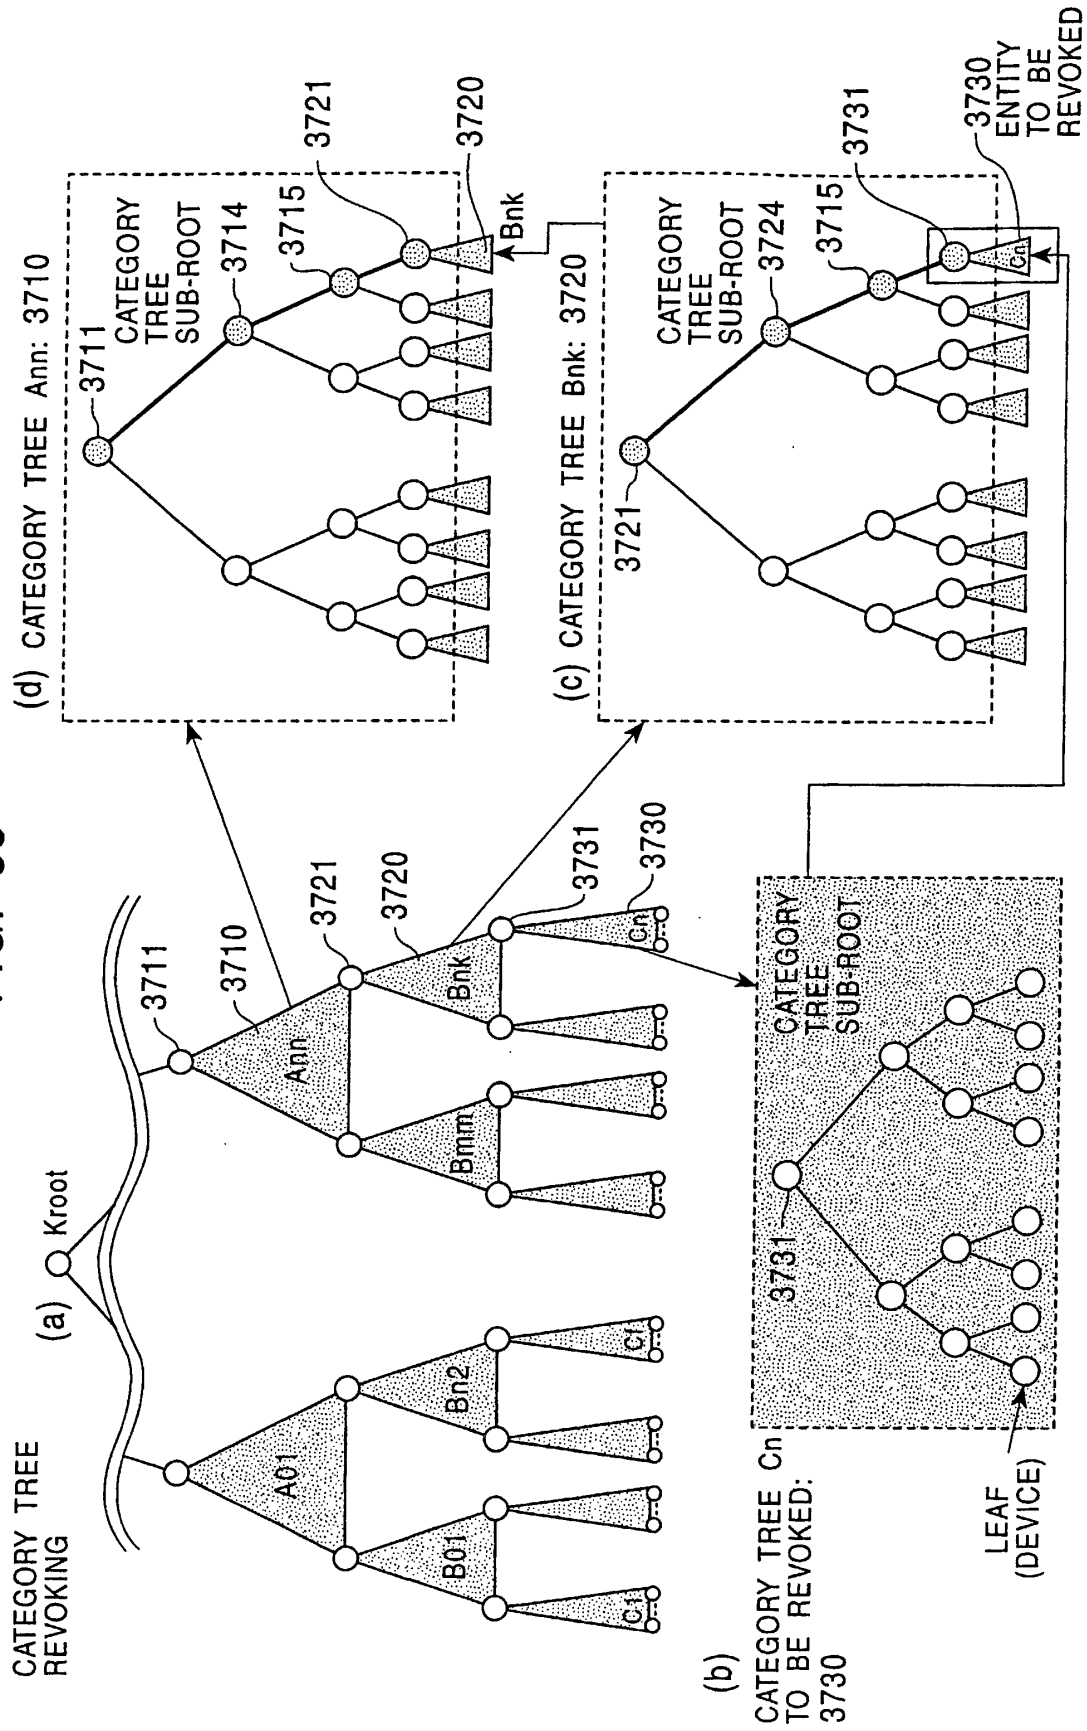 CATEGORY TREE
REVOKING
(a)
Kroot
3711
3710
Ann
3721
3720
Bnk
Bmm
3731
3730
Cn
A01
Bn2
B01
C1
(b)
CATEGORY TREE Cn
TO BE REVOKED:
3730
3731
CATEGORY
TREE
SUB-ROOT
LEAF
(DEVICE)
(d) CATEGORY TREE Ann: 3710
3711
CATEGORY
TREE
SUB-ROOT
3714
3715
3721
3720
Bnk
(c) CATEGORY TREE Bnk: 3720
3721
CATEGORY
TREE
SUB-ROOT
3724
3715
3731
Cn
3730
ENTITY
TO BE
REVOKED